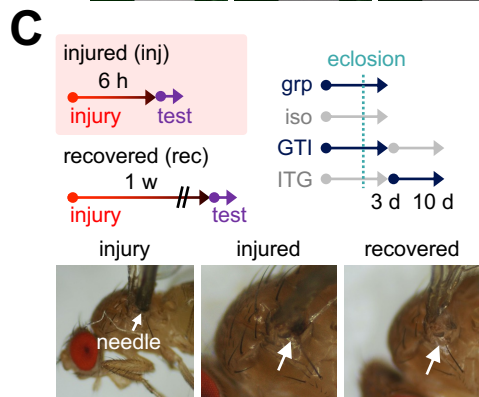 C
injured (inj)
6 h
injury test
recovered (rec)
1 w
injury test
eclosion
grp
iso
GTI
ITG
3 d 10 d
injury injured recovered
needle